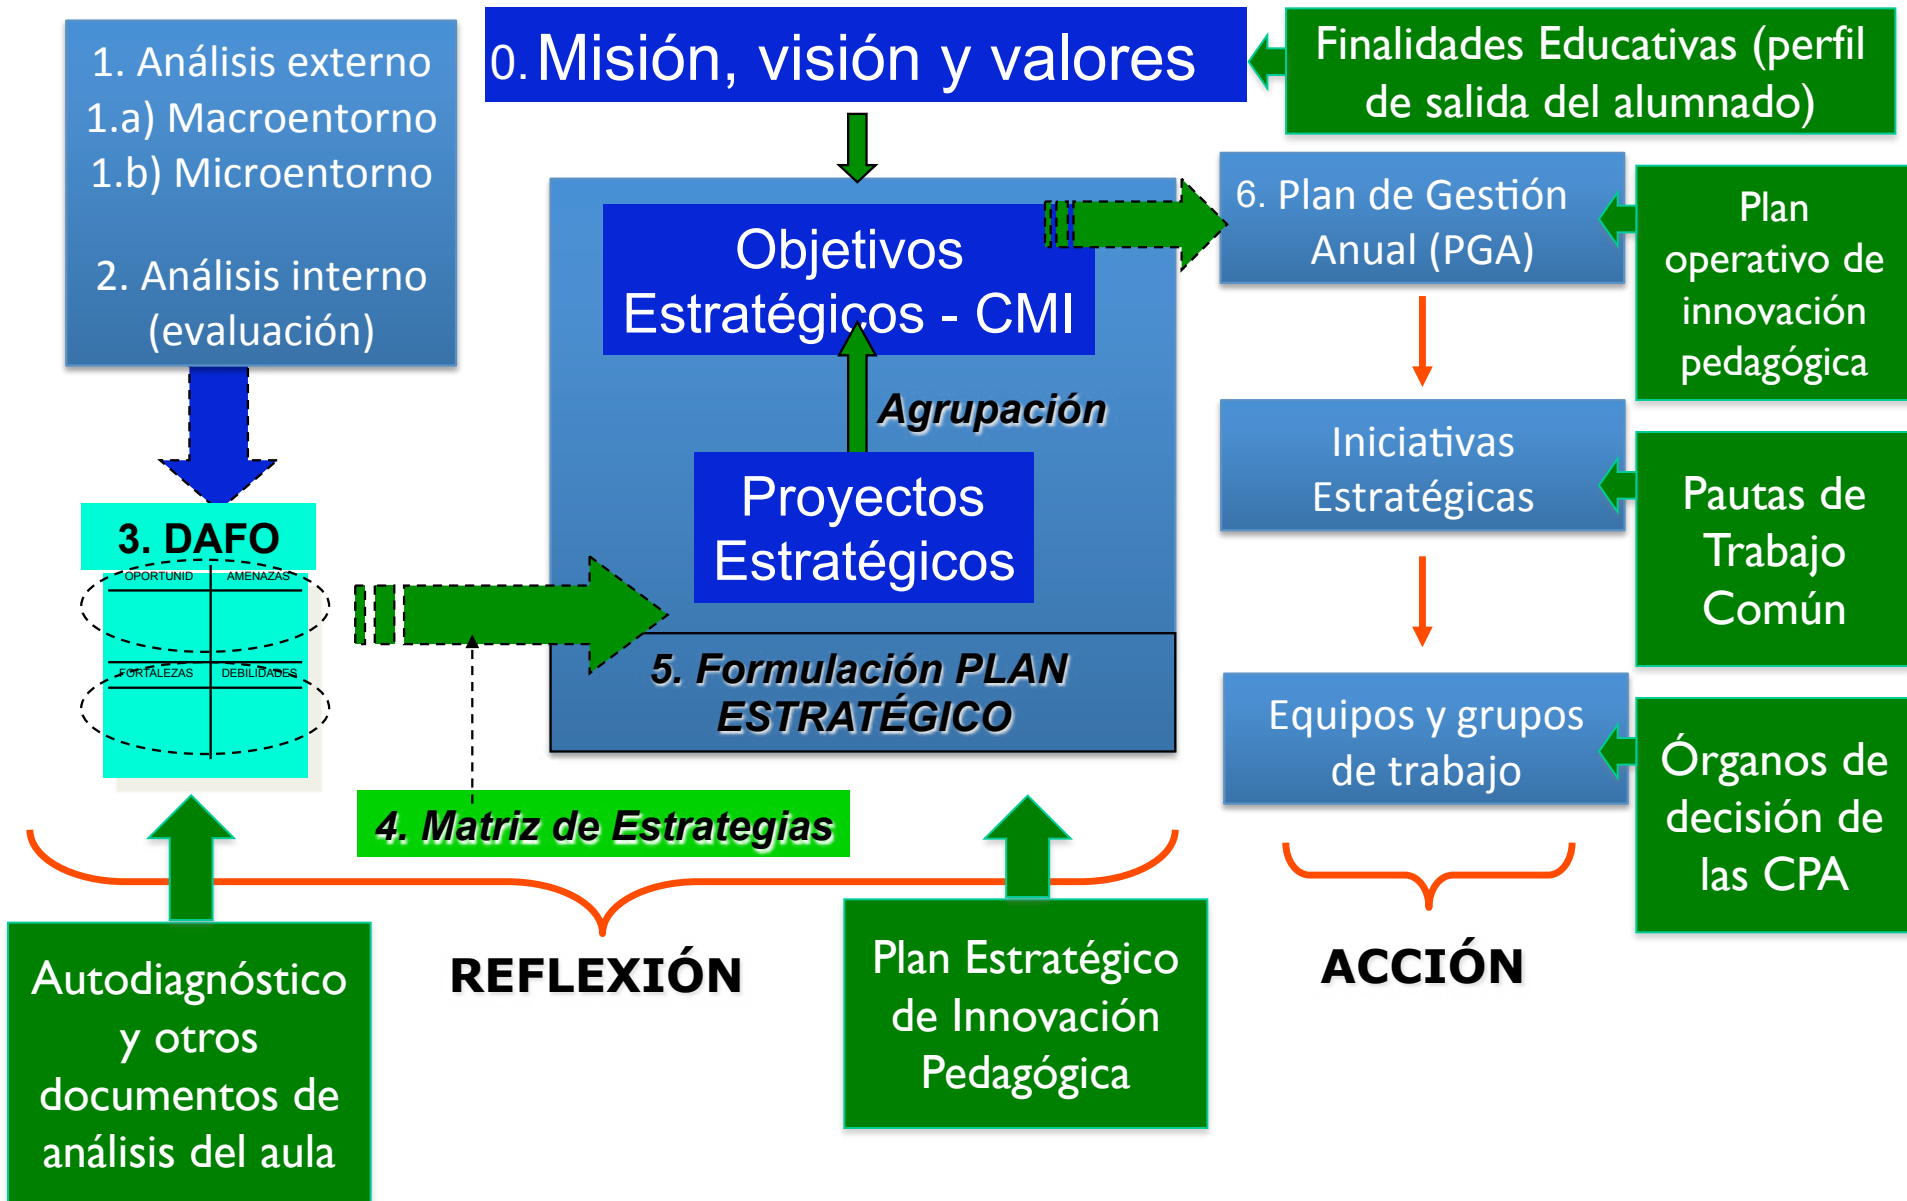 1. Análisis externo
1.a) Macroentorno
1.b) Microentorno
2. Análisis interno
(evaluación)
0. Misión, visión y valores
Finalidades Educativas (perfil
de salida del alumnado)
Objetivos
Estratégicos - CMI
Agrupación
Proyectos
Estratégicos
5. Formulación PLAN
ESTRATÉGICO
3. DAFO
OPORTUNID
AMENAZAS
FORTALEZAS
DEBILIDADES
4. Matriz de Estrategias
6. Plan de Gestión
Anual (PGA)
Plan
operativo de
innovación
pedagógica
Iniciativas
Estratégicas
Pautas de
Trabajo
Común
Equipos y grupos
de trabajo
Órganos de
decisión de
las CPA
Autodiagnóstico
y otros
documentos de
análisis del aula
REFLEXIÓN
Plan Estratégico
de Innovación
Pedagógica
ACCIÓN